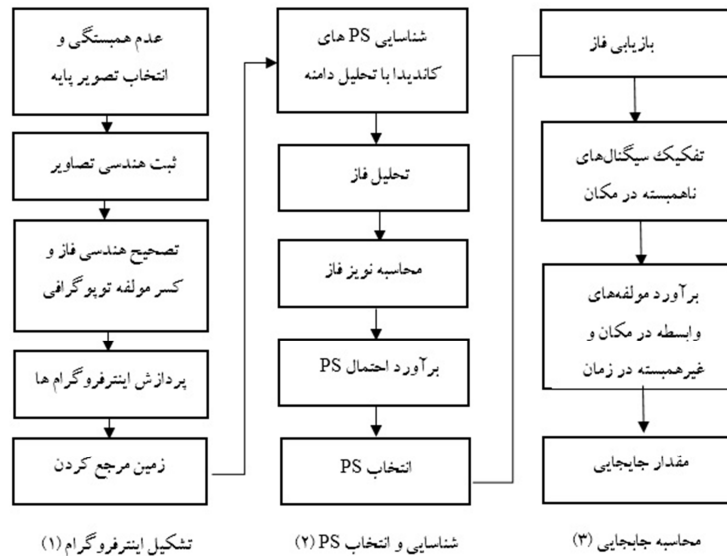 عدم همبستگی و
انتخاب تصویر پایه
ثبت هندسی تصاویر
تصحیح هندسی فاز و
کسر مولفه توپوگرافی
پردازش اینترفروگرام ها
زمین مرجع کردن
تشکیل اینترفروگرام (۱)
شناسایی PS های
کاندیدا با تحلیل دامنه
تحلیل فاز
محاسبه نویز فاز
برآورد احتمال PS
انتخاب PS
شناسایی و انتخاب PS (۲)
بازیابی فاز
تفکیک سیگنال‌های
ناهمبسته در مکان
برآورد مولفه‌های
وابسطه در مکان و
غیرهمبسته در زمان
مقدار جابجایی
محاسبه جابجایی (۳)